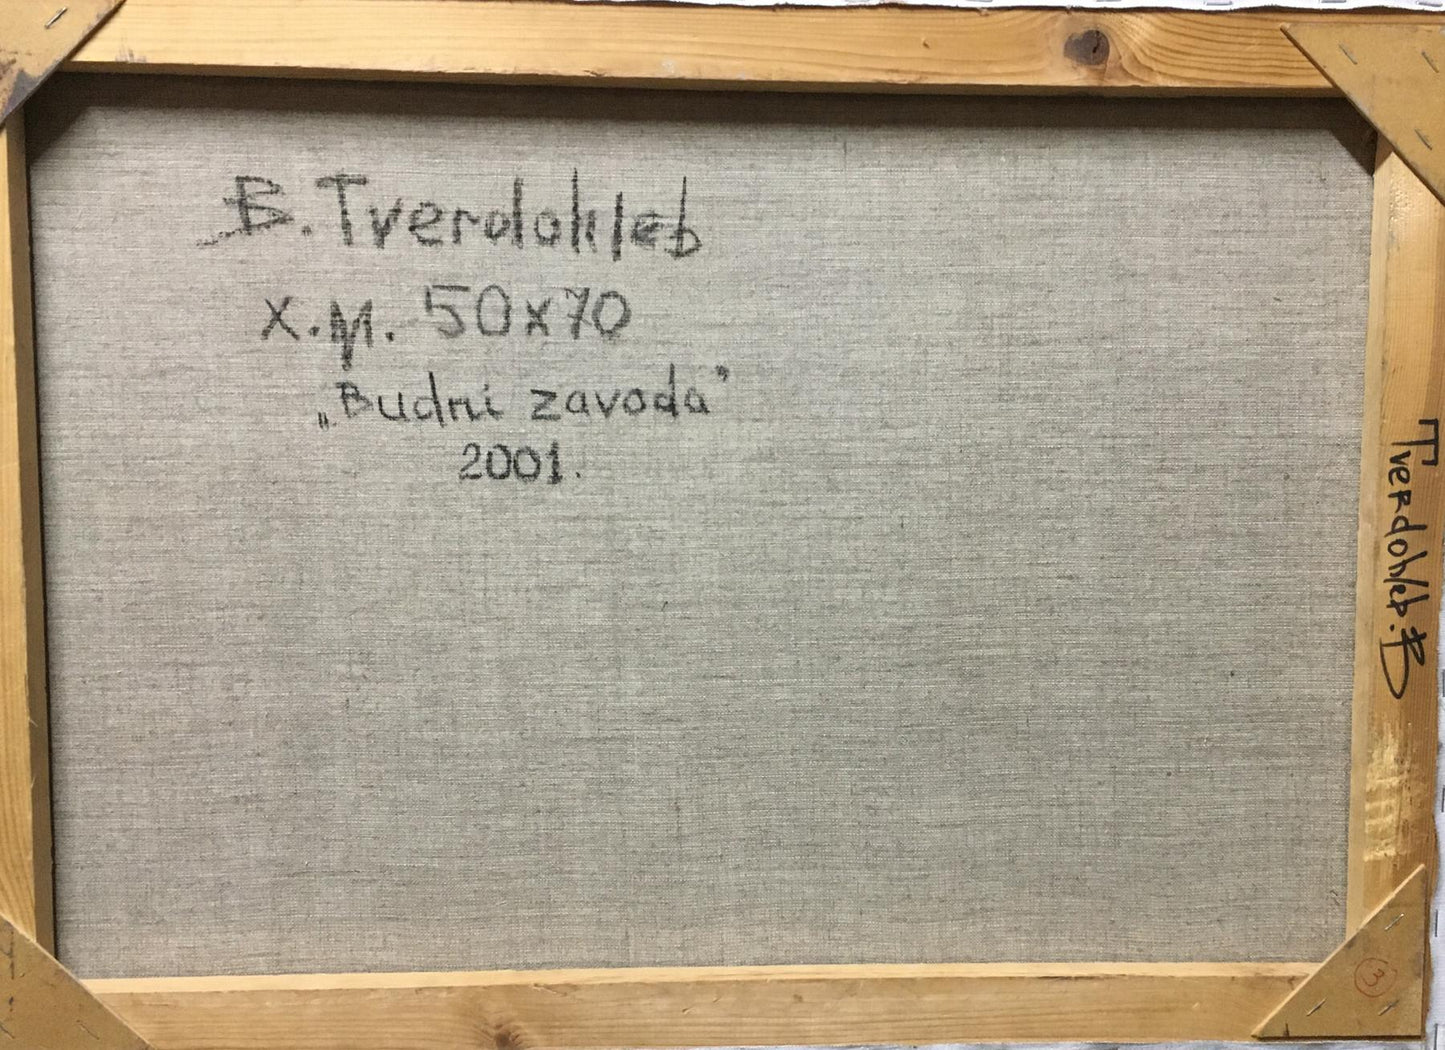 B. Tverdohleb
х.м. 50x70
„Budni zavoda”
2001.
Tverdohleb. B
3